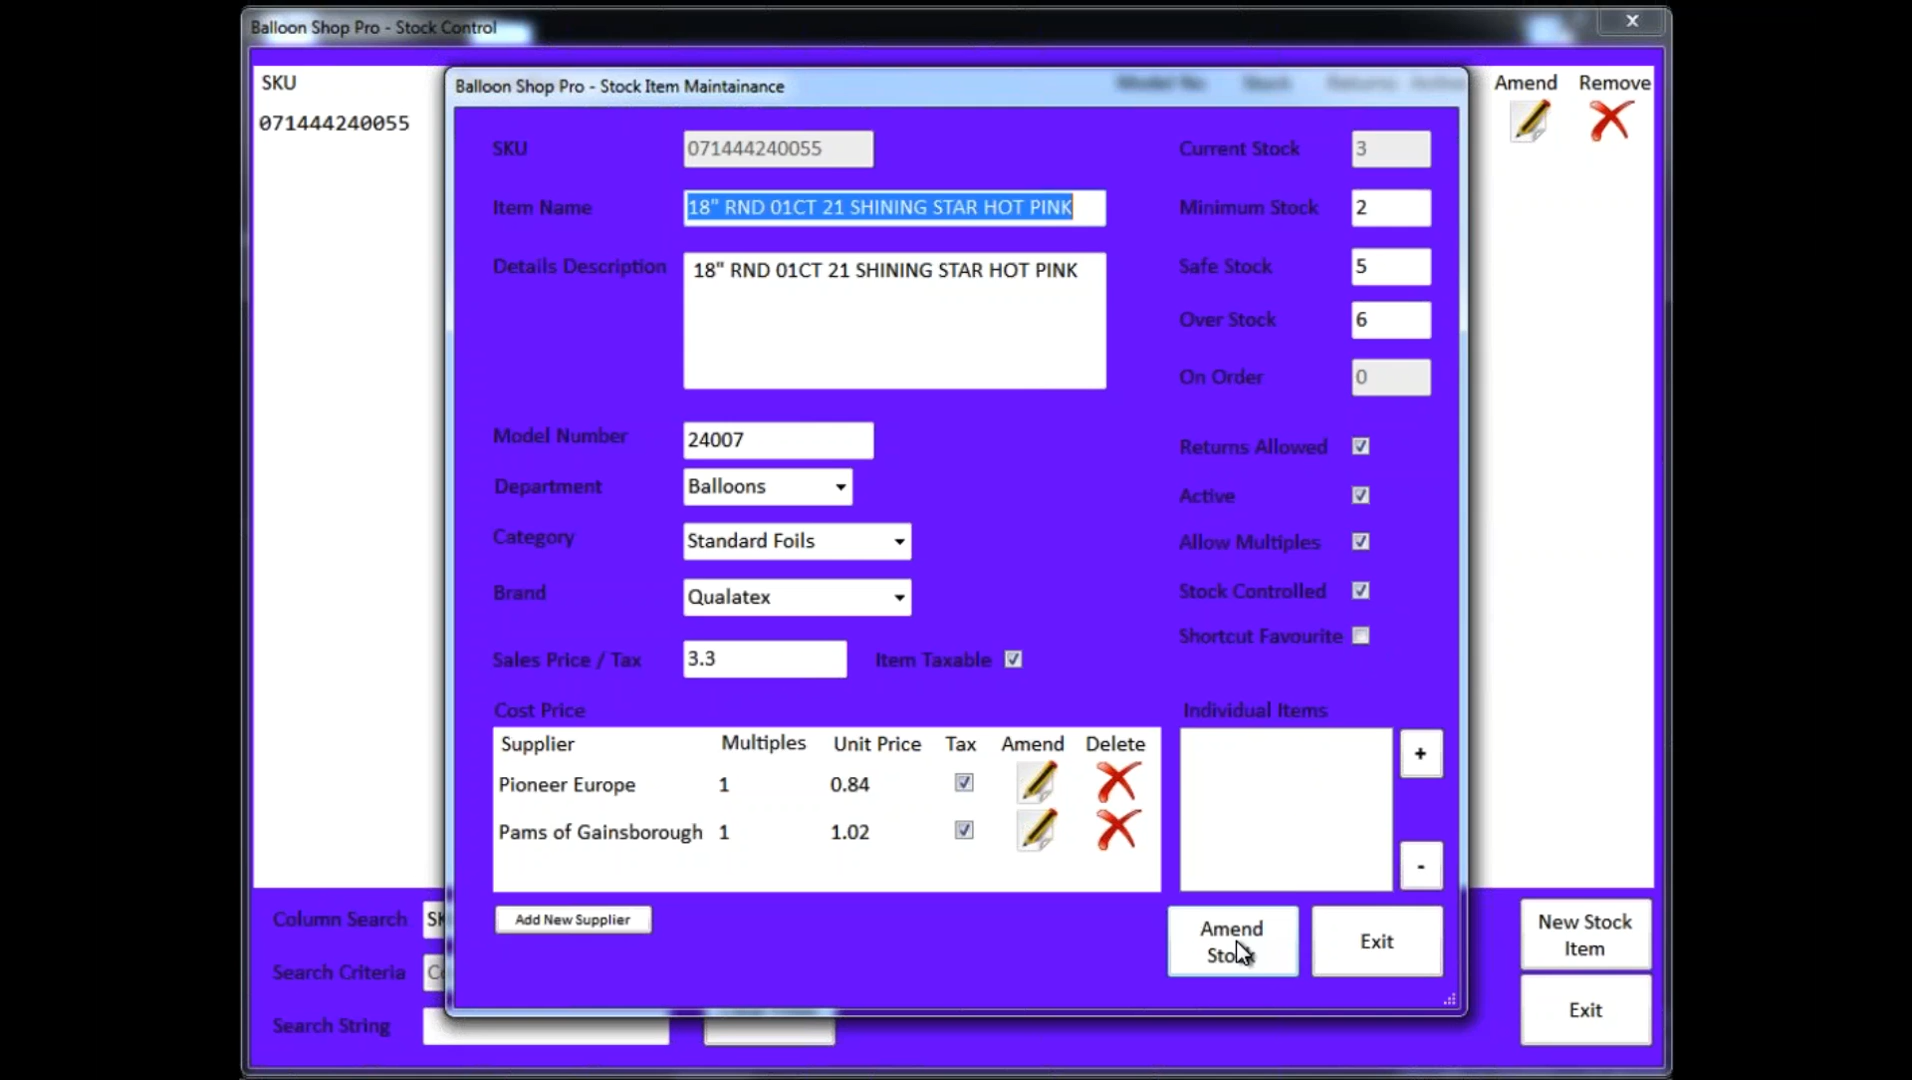 Balloon Shop Pro - Stock Control
x
SKU
071444240055
Amend
Remove
Balloon Shop Pro - Stock Item Maintainance
SKU
071444240055
Item Name
18" RND 01CT 21 SHINING STAR HOT PINK
Details Description
18" RND 01CT 21 SHINING STAR HOT PINK
Model Number
24007
Department
Balloons
Category
Standard Foils
Brand
Qualatex
Sales Price / Tax
3.3
Item Taxable
Current Stock
3
Minimum Stock
2
Safe Stock
5
Over Stock
6
On Order
0
Returns Allowed
Active
Allow Multiples
Stock Controlled
Shortcut Favourite
Cost Price
Supplier Multiples Unit Price Tax Amend Delete
Pioneer Europe 1 0.84
Pams of Gainsborough 1 1.02
Add New Supplier
Individual Items
+
-
Amend
Exit
Column Search
Search Criteria
Search String
New Stock
Item
Exit